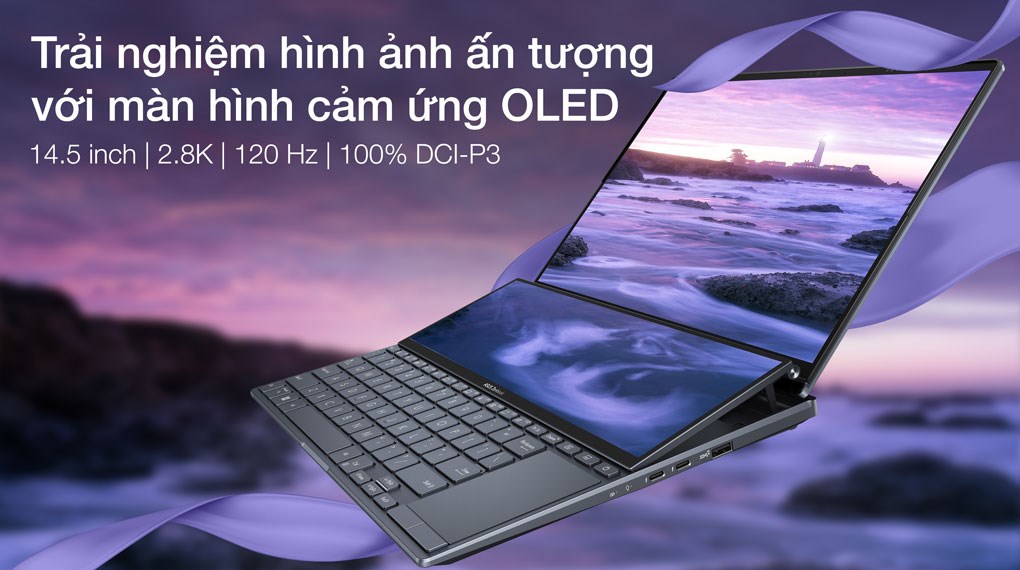 Trải nghiệm hình ảnh ấn tượng
với màn hình cảm ứng OLED
14.5 inch | 2.8K | 120 Hz | 100% DCI-P3